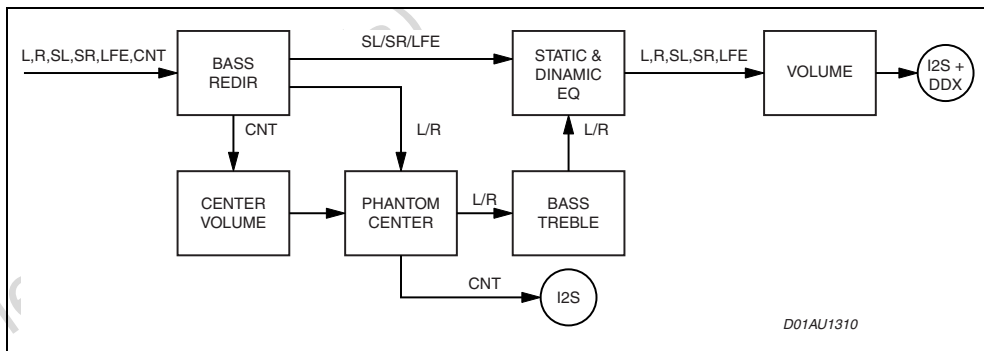 L,R,SL,SR,LFE,CNT
BASS
REDIR
SL/SR/LFE
STATIC &
DINAMIC
EQ
L,R,SL,SR,LFE
VOLUME
I2S +
DDX
CNT
L/R
L/R
CENTER
VOLUME
PHANTOM
CENTER
L/R
BASS
TREBLE
CNT
I2S
D01AU1310